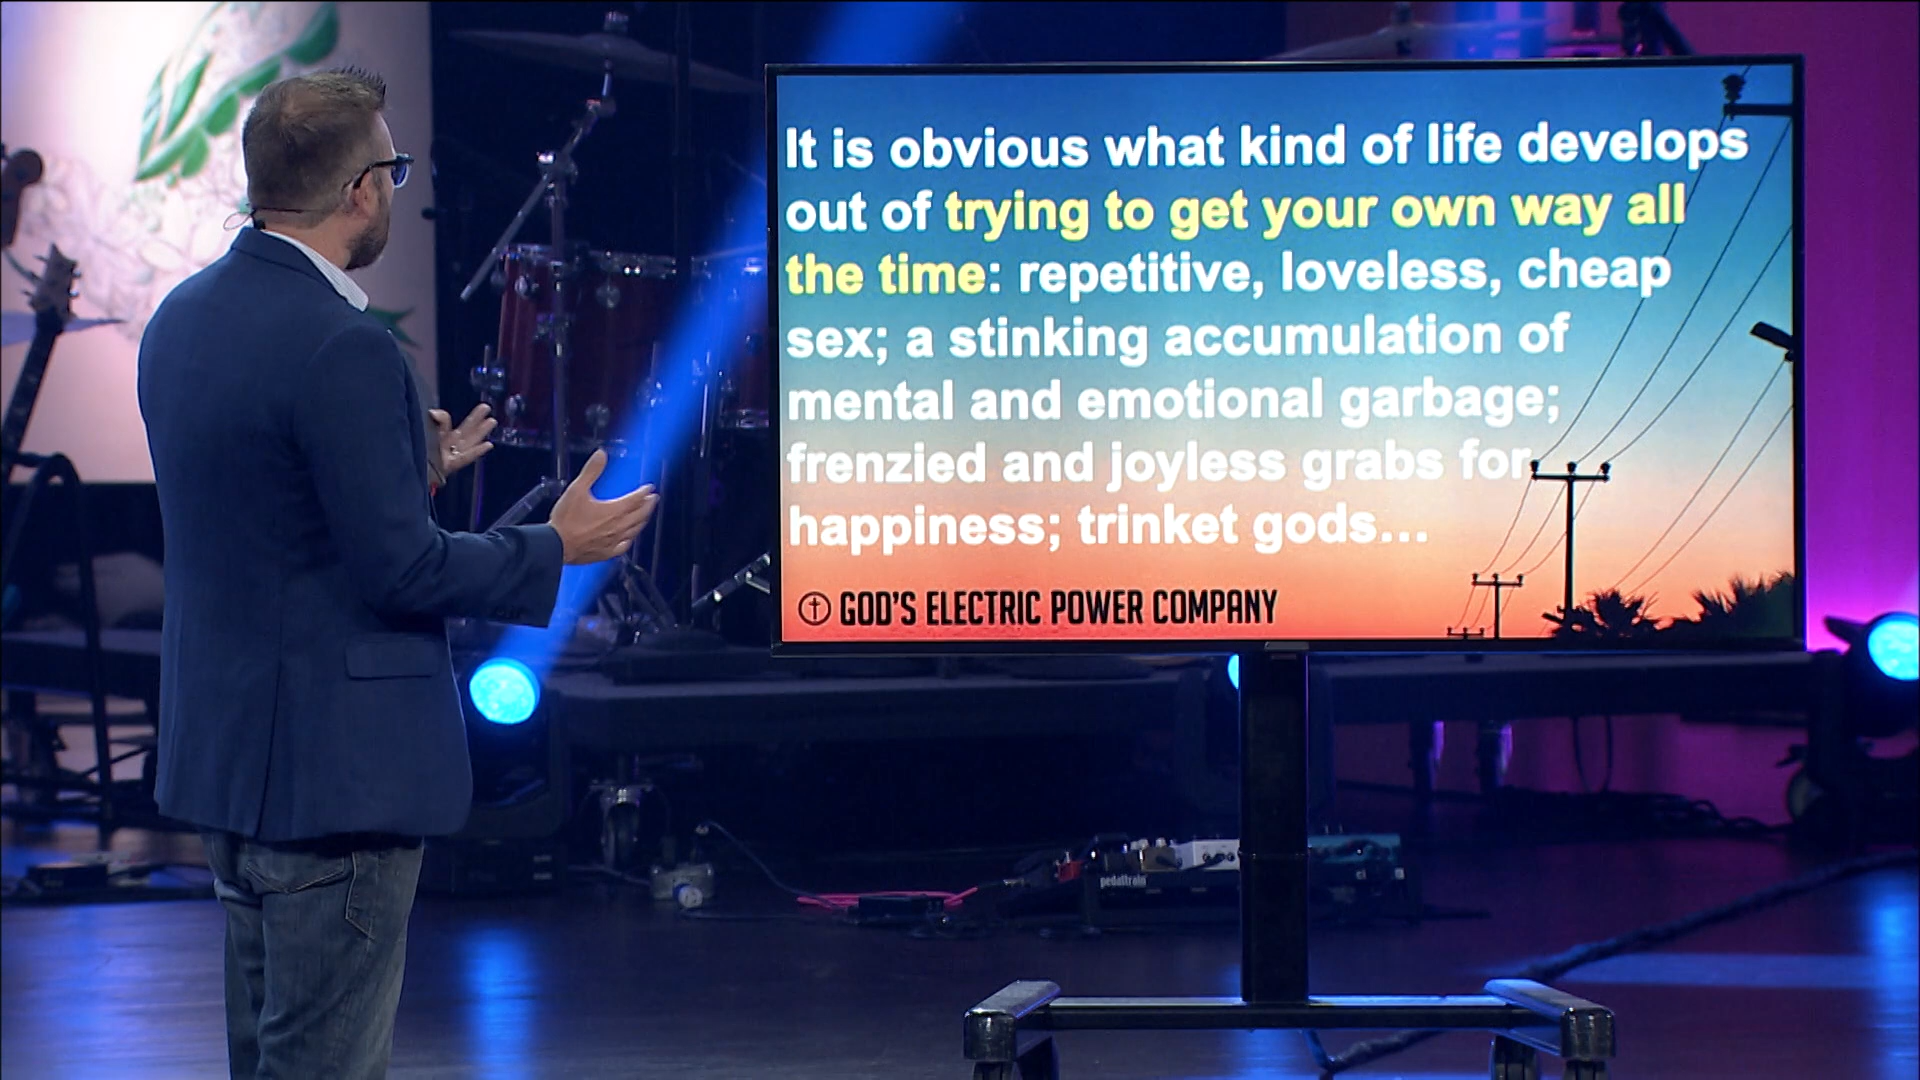 It is obvious what kind of life develops
out of trying to get your own way all
the time: repetitive, loveless, cheap
sex; a stinking accumulation of
mental and emotional garbage;
frenzied and joyless grabs for
happiness; trinket gods...
GOD'S ELECTRIC POWER COMPANY
pedaltrain